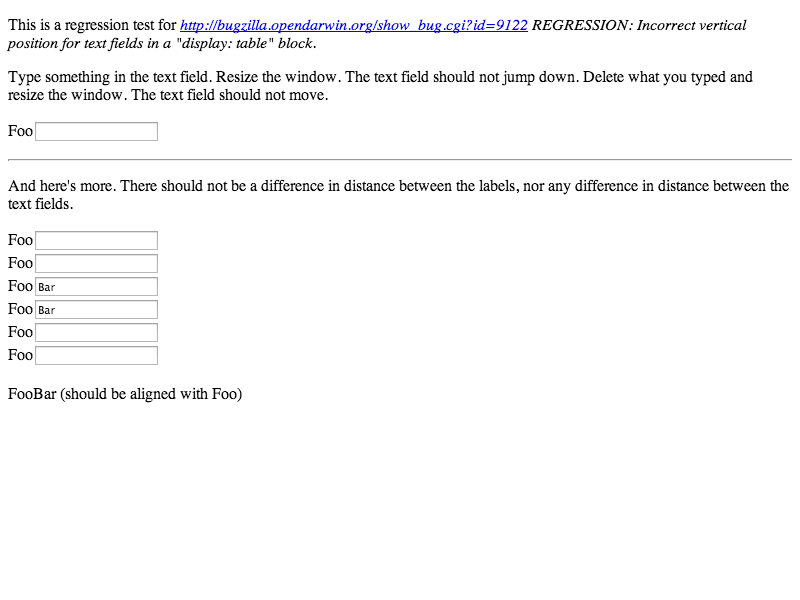 This is a regression test for http://bugzilla.opendarwin.org/show_bug.cgi?id=9122 REGRESSION: Incorrect vertical
position for text fields in a "display: table" block.
Type something in the text field. Resize the window. The text field should not jump down. Delete what you typed and
resize the window. The text field should not move.
Foo
And here's more. There should not be a difference in distance between the labels, nor any difference in distance between the
text fields.
Foo
Foo
Foo Bar
Foo Bar
Foo
Foo
FooBar (should be aligned with Foo)